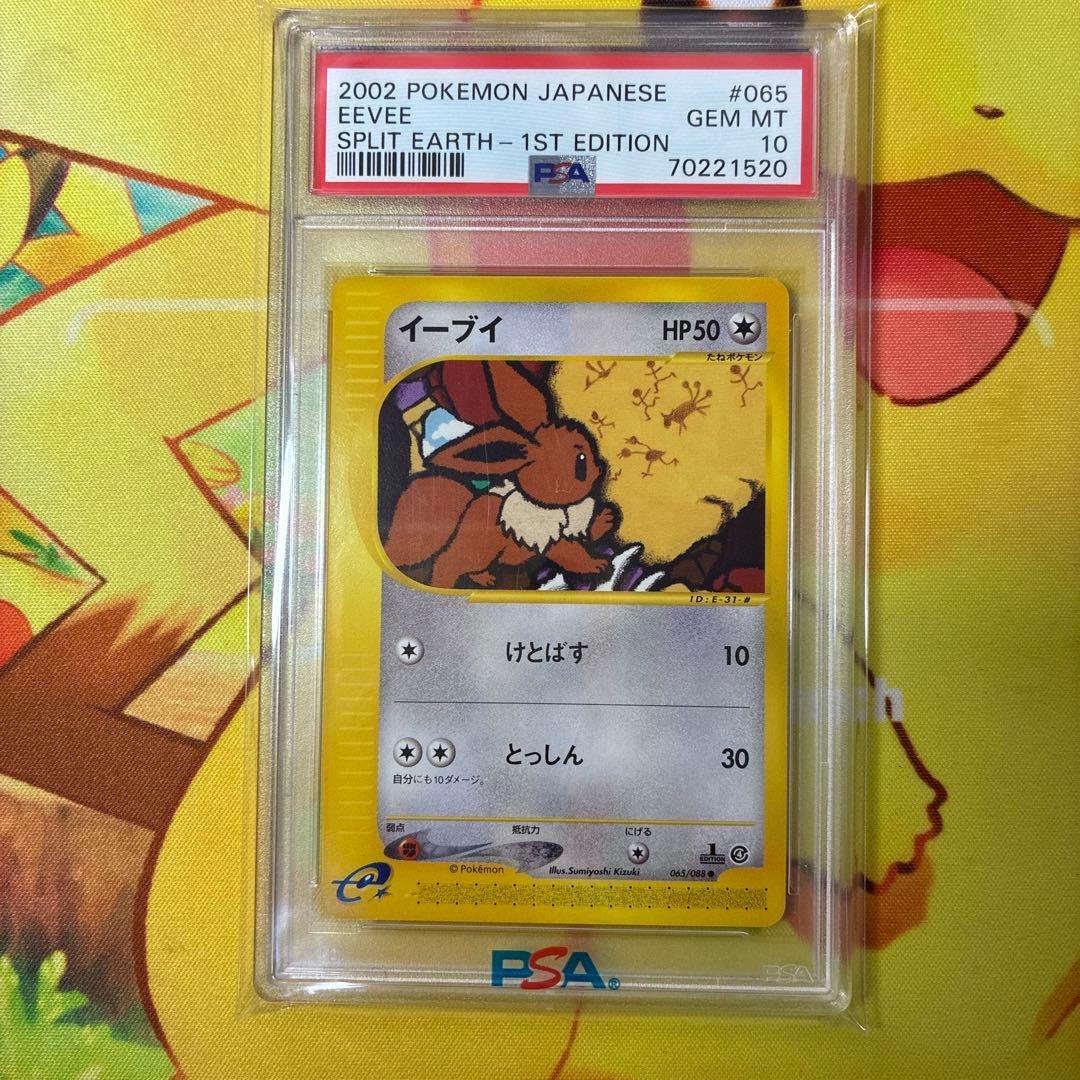 2002 POKEMON JAPANESE #065
EEVEE GEM MT
SPLIT EARTH - 1ST EDITION 10
PSA 70221520
イーブイ HP50
たねポケモン
ID:E-31-#
けとばす 10
とっしん 30
自分にも10ダメージ。
弱点 抵抗力 にげる
1 EDITION
© Pokémon Illus.Sumiyoshi Kizuki 065/088 ●
e
PSA®
PSA